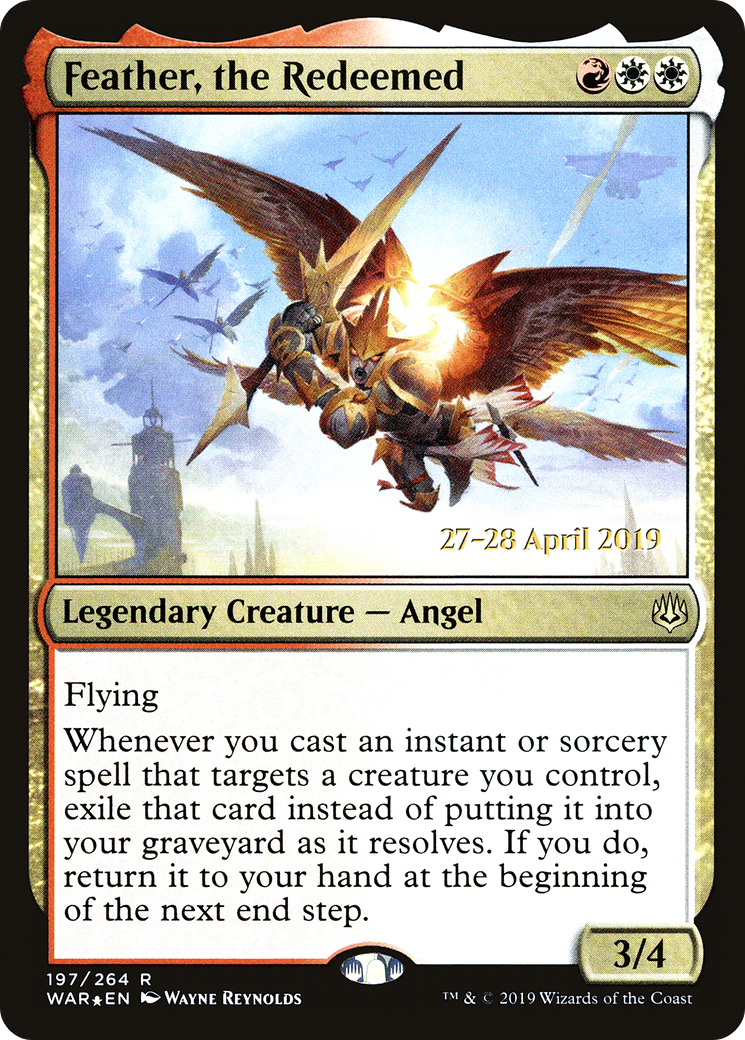 Feather, the Redeemed
27–28 April 2019
Legendary Creature — Angel
Flying
Whenever you cast an instant or sorcery
spell that targets a creature you control,
exile that card instead of putting it into
your graveyard as it resolves. If you do,
return it to your hand at the beginning
of the next end step.
3/4
197/264 R
WAR★EN Wayne Reynolds
™ & © 2019 Wizards of the Coast